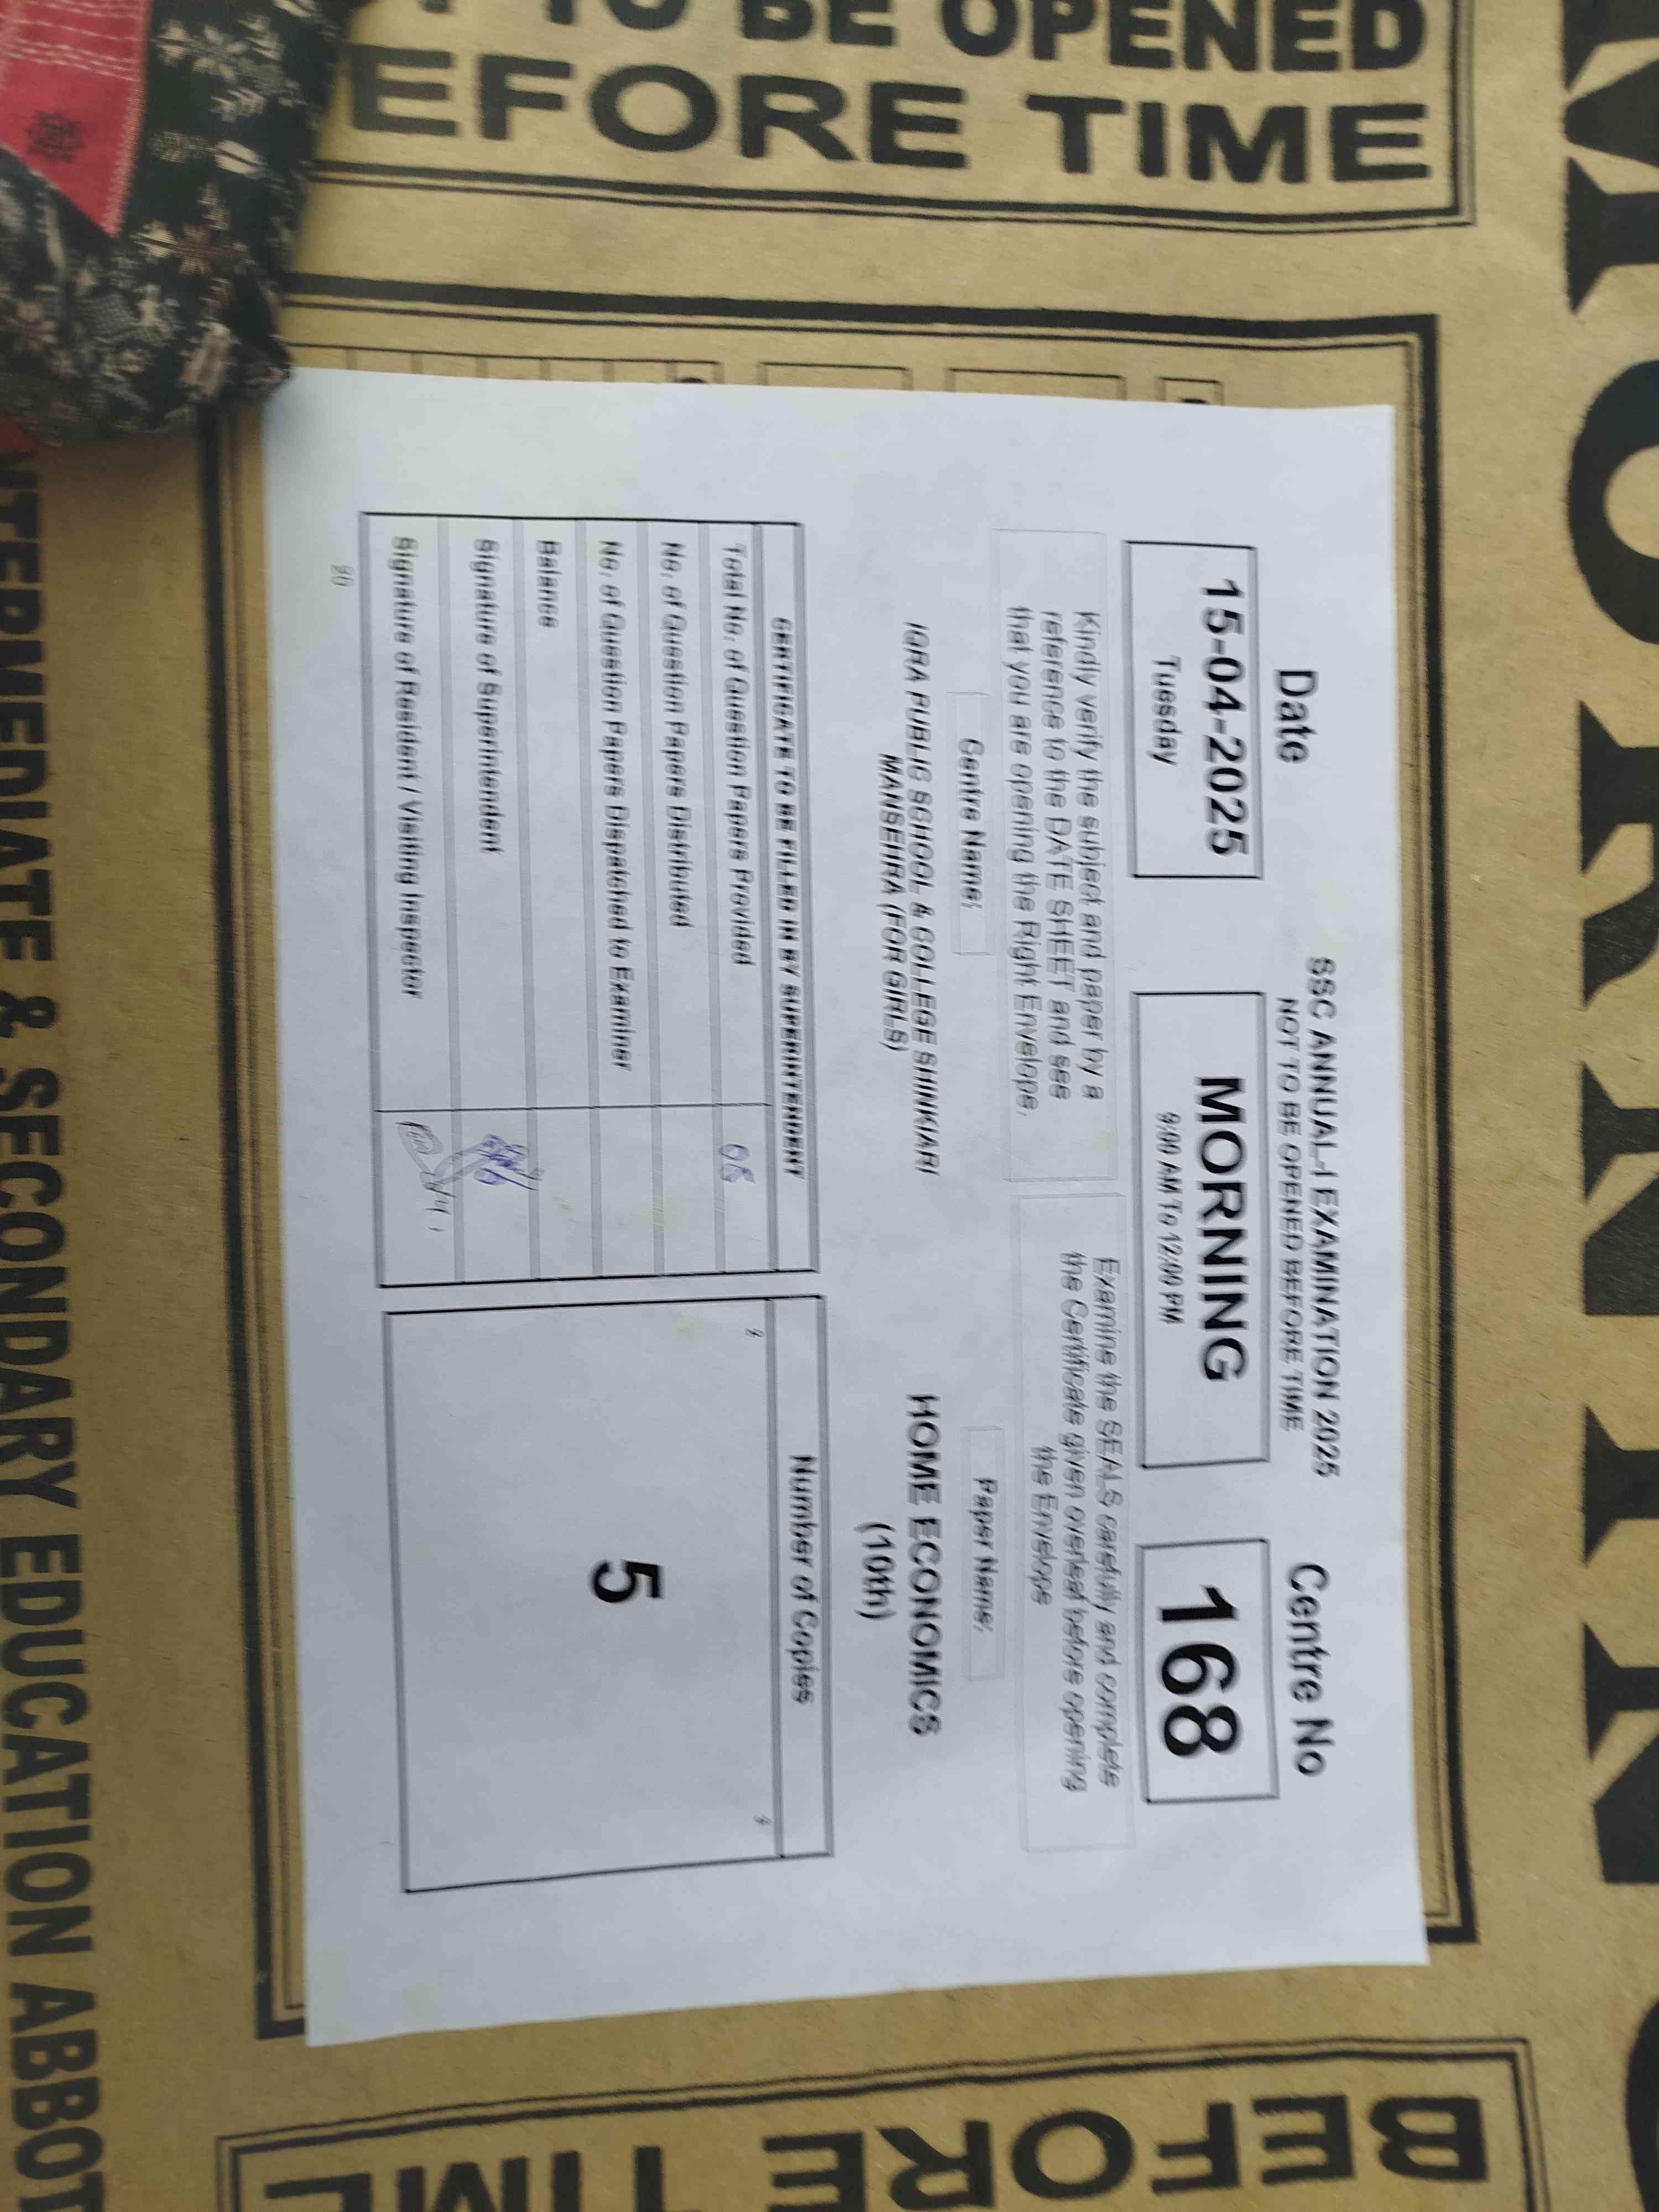 T TO BE OPENED
EFORE TIME
SSC ANNUAL-I EXAMINATION 2025
NOT TO BE OPENED BEFORE TIME
Date
15-04-2025
Tuesday
MORNING
9:00 AM To 12:00 PM
Centre No
168
Kindly verify the subject and paper by a
reference to the DATE SHEET and see
that you are opening the Right Envelope.
Examine the SEALS carefully and complete
the Certificate given overleaf before opening
the Envelope
Centre Name:
IQRA PUBLIC SCHOOL & COLLEGE SHINKIARI
MANSEHRA (FOR GIRLS)
Paper Name:
HOME ECONOMICS
(10th)
CERTIFICATE TO BE FILLED IN BY SUPERINTENDENT
Total No. of Question Papers Provided 05
No. of Question Papers Distributed
No. of Question Papers Dispatched to Examiner
Balance
Signature of Superintendent
Signature of Resident / Visiting Inspector
Number of Copies
5
20
NTERMEDIATE & SECONDARY EDUCATION ABBOT
BEFORE TIME